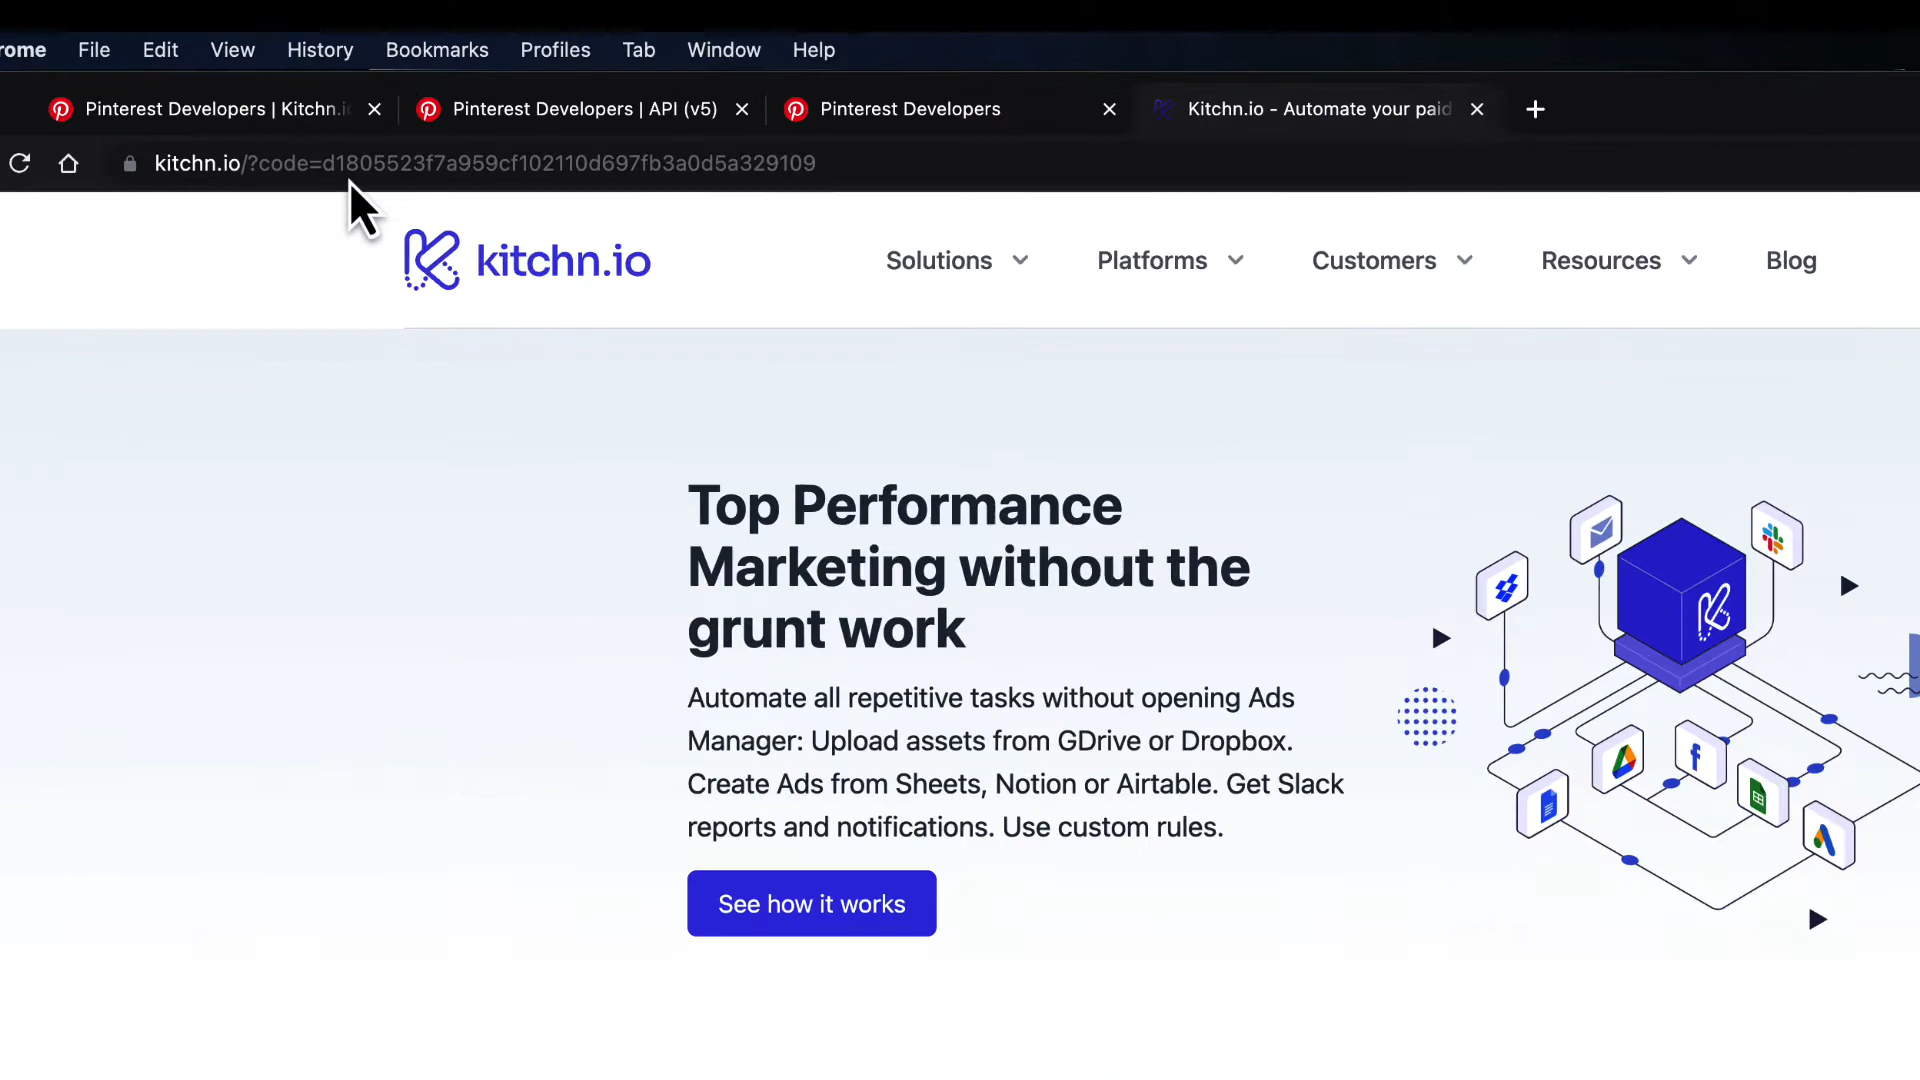 rome File Edit View History Bookmarks Profiles Tab Window Help
Pinterest Developers | Kitchn.io Pinterest Developers | API (v5) Pinterest Developers Kitchn.io - Automate your paid
kitchn.io/?code=d1805523f7a959cf102110d697fb3a0d5a329109
kitchn.io Solutions Platforms Customers Resources Blog
Top Performance
Marketing without the
grunt work
Automate all repetitive tasks without opening Ads
Manager: Upload assets from GDrive or Dropbox.
Create Ads from Sheets, Notion or Airtable. Get Slack
reports and notifications. Use custom rules.
See how it works